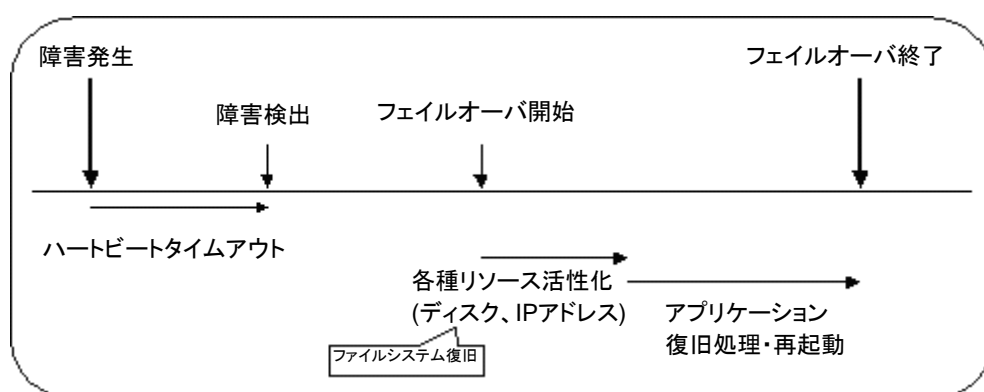 障害発生
フェイルオーバ終了
障害検出
フェイルオーバ開始
ハートビートタイムアウト
各種リソース活性化
(ディスク、IPアドレス)
アプリケーション
復旧処理・再起動
ファイルシステム復旧